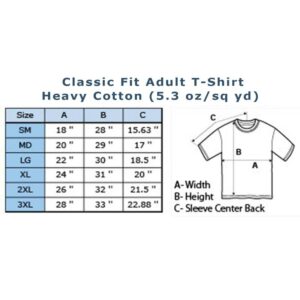 Classic Fit Adult T-Shirt
Heavy Cotton (5.3 oz/sq yd)
Size A B C
SM 18 " 28 " 15.63 "
MD 20 " 29 " 17 "
LG 22 " 30 " 18.5 "
XL 24 " 31 " 20 "
2XL 26 " 32 " 21.5 "
3XL 28 " 33 " 22.88 "
C
B
A
A- Width
B- Height
C- Sleeve Center Back